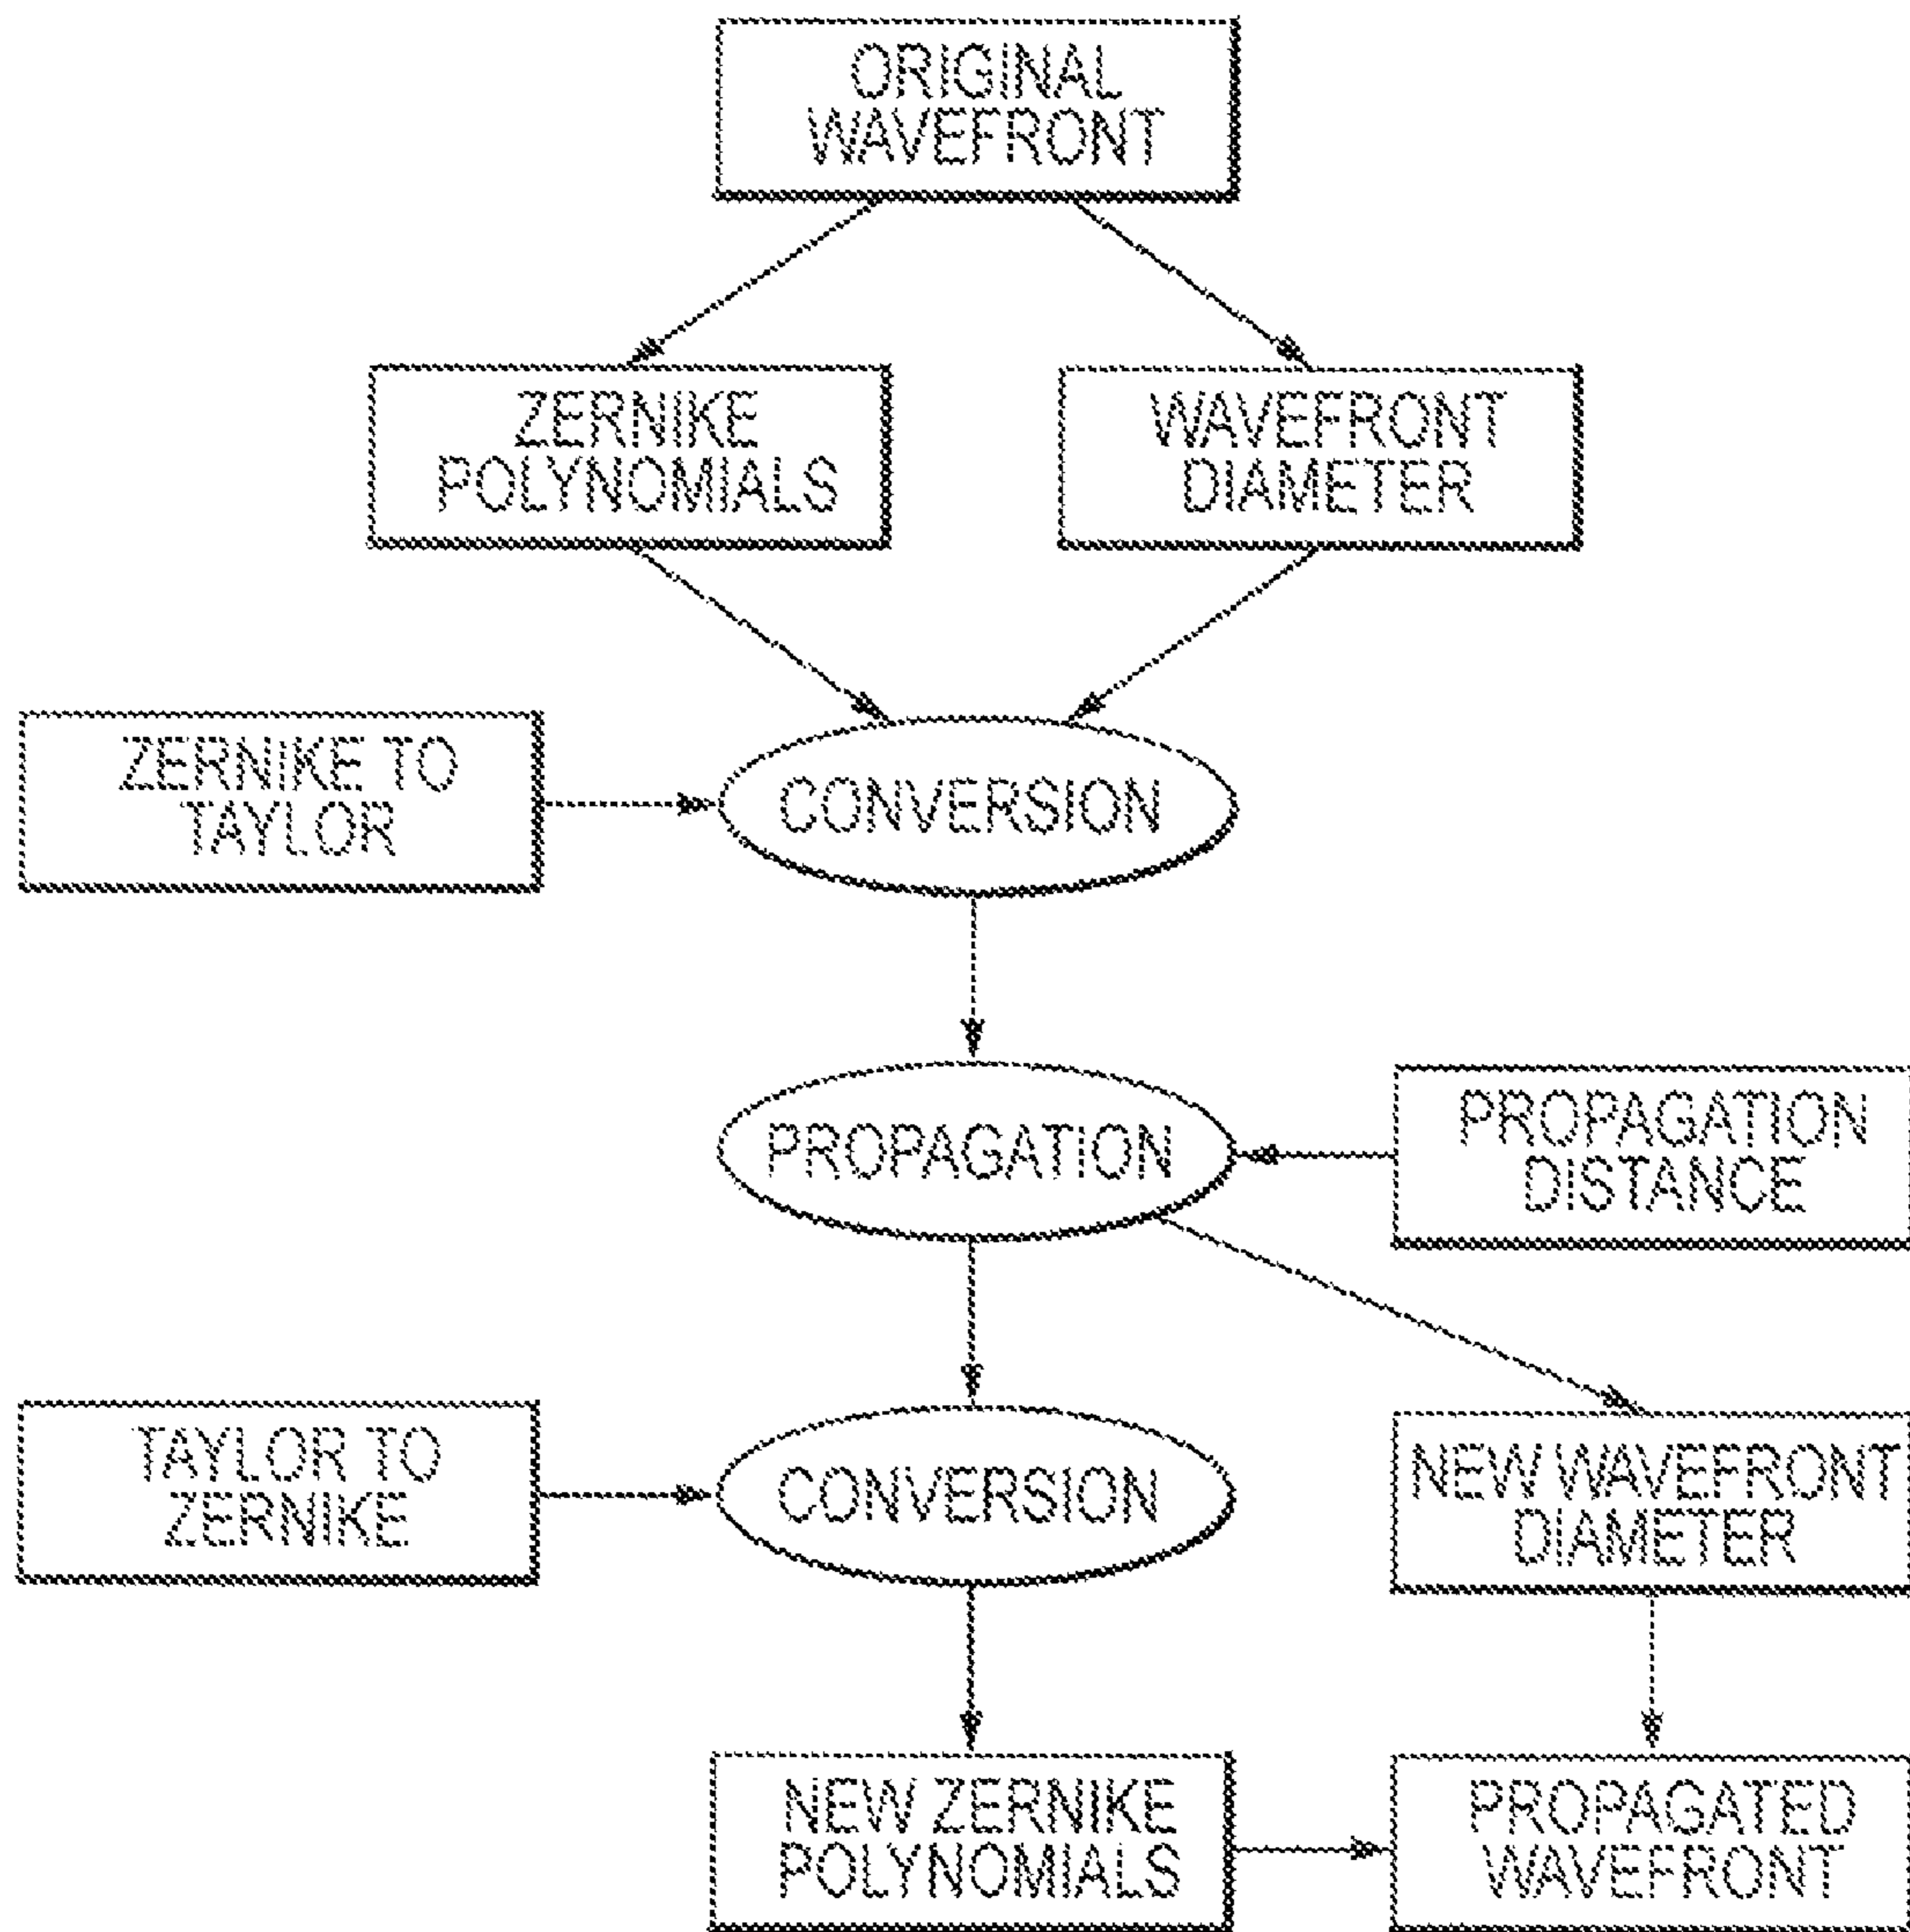 ORIGINAL
WAVEFRONT
ZERNIKE
POLYNOMIALS
WAVEFRONT
DIAMETER
ZERNIKE TO
TAYLOR
CONVERSION
PROPAGATION
PROPAGATION
DISTANCE
TAYLOR TO
ZERNIKE
CONVERSION
NEW WAVEFRONT
DIAMETER
NEW ZERNIKE
POLYNOMIALS
PROPAGATED
WAVEFRONT